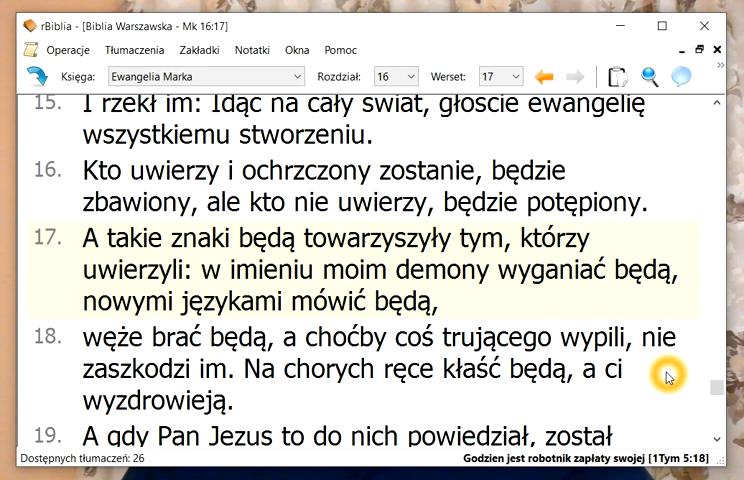 rBiblia - [Biblia Warszawska - Mk 16:17]
Operacje Tłumaczenia Zakładki Notatki Okna Pomoc
Księga: Ewangelia Marka Rozdział: 16 Werset: 17
15. I rzekł im: Idąc na cały świat, głoście ewangelię
wszystkiemu stworzeniu.
16. Kto uwierzy i ochrzczony zostanie, będzie
zbawiony, ale kto nie uwierzy, będzie potępiony.
17. A takie znaki będą towarzyszyły tym, którzy
uwierzyli: w imieniu moim demony wyganiać będą,
nowymi językami mówić będą,
18. węże brać będą, a choćby coś trującego wypili, nie
zaszkodzi im. Na chorych ręce kłaść będą, a ci
wyzdrowieją.
19. A gdy Pan Jezus to do nich powiedział, został
Dostępnych tłumaczeń: 26 Godzien jest robotnik zapłaty swojej [1Tym 5:18]